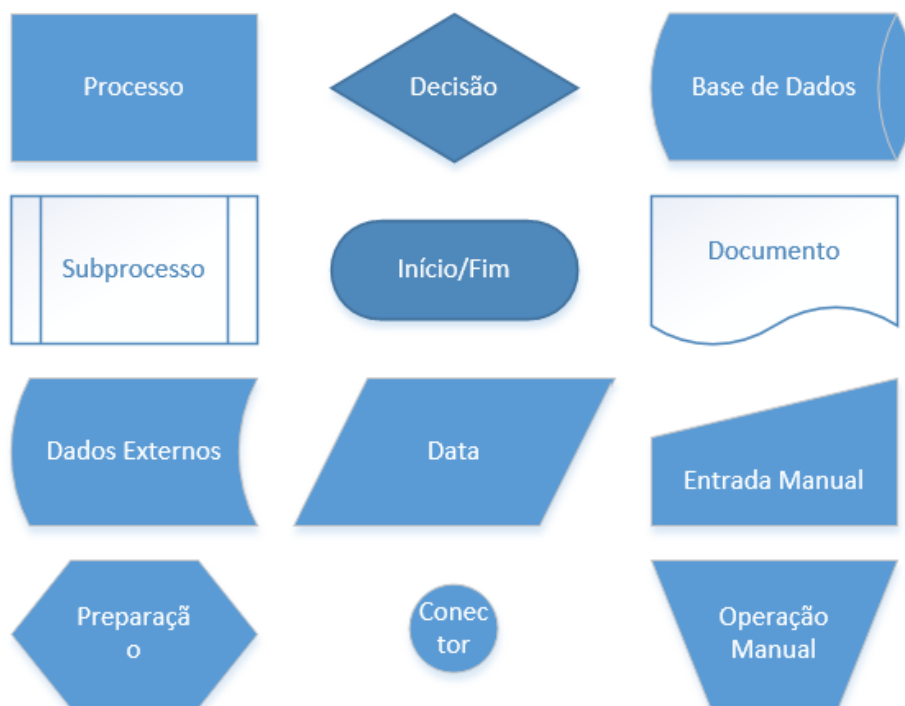 Processo
Decisão
Base de Dados
Subprocesso
Início/Fim
Documento
Dados Externos
Data
Entrada Manual
Preparaçã
o
Conec
tor
Operação
Manual